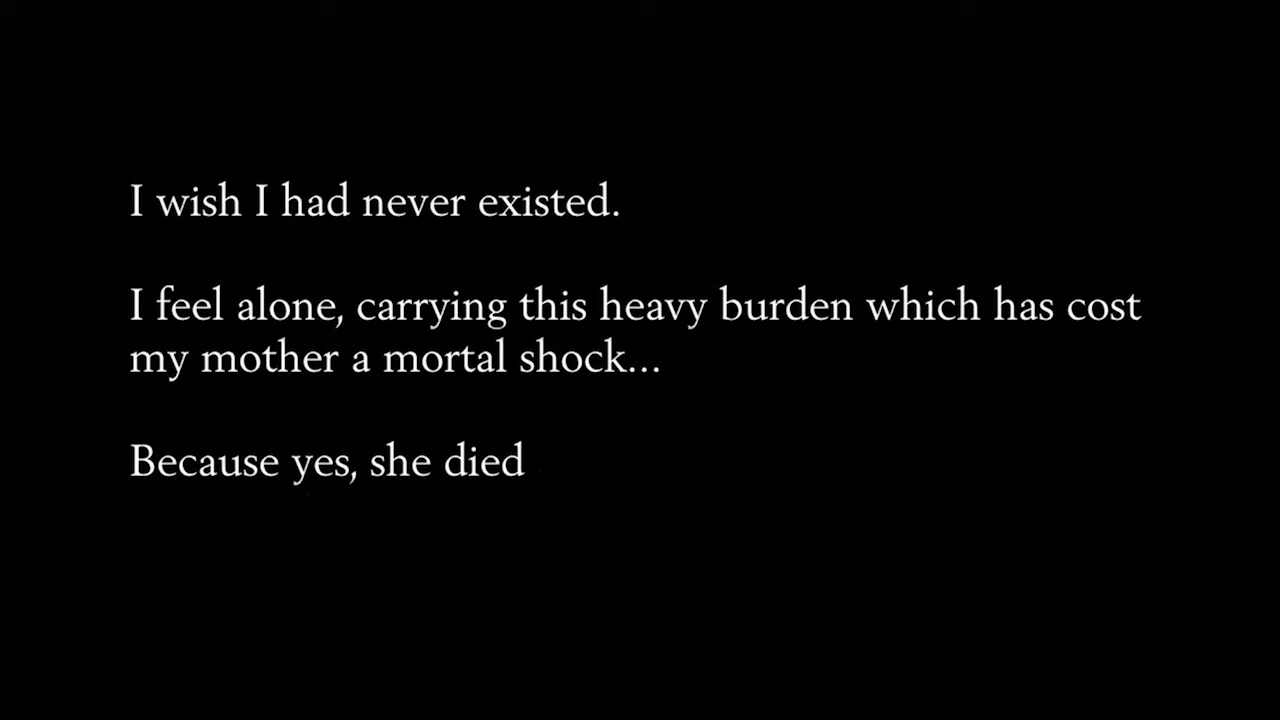 I wish I had never existed.
I feel alone, carrying this heavy burden which has cost
my mother a mortal shock...
Because yes, she died